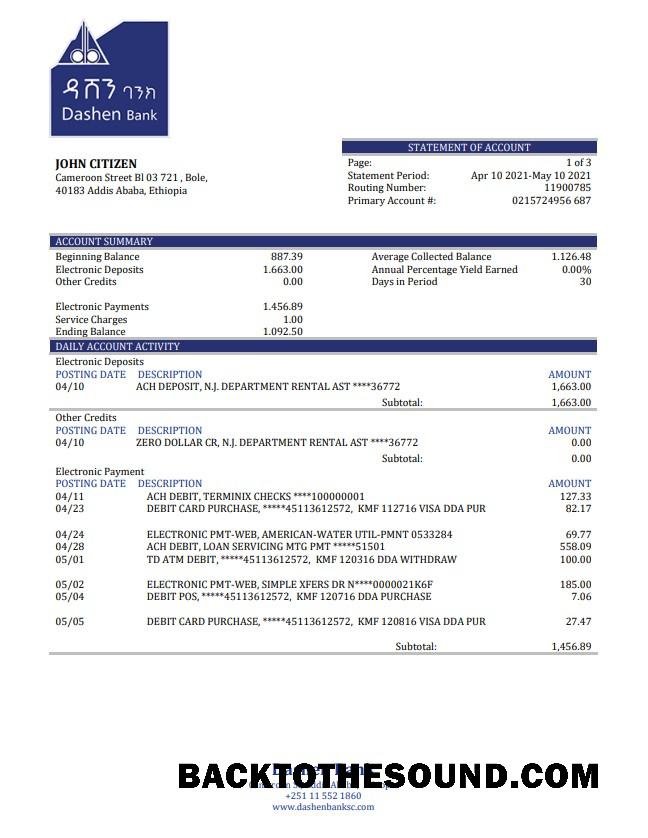 ዳሸን ባንክ
Dashen Bank
STATEMENT OF ACCOUNT
JOHN CITIZEN
Cameroon Street Bl 03 721 , Bole,
40183 Addis Ababa, Ethiopia
Page: 1 of 3
Statement Period: Apr 10 2021-May 10 2021
Routing Number: 11900785
Primary Account #: 0215724956 687
ACCOUNT SUMMARY
Beginning Balance 887.39 Average Collected Balance 1.126.48
Electronic Deposits 1.663.00 Annual Percentage Yield Earned 0.00%
Other Credits 0.00 Days in Period 30
Electronic Payments 1.456.89
Service Charges 1.00
Ending Balance 1.092.50
DAILY ACCOUNT ACTIVITY
Electronic Deposits
POSTING DATE DESCRIPTION AMOUNT
04/10 ACH DEPOSIT, N.J. DEPARTMENT RENTAL AST ****36772 1,663.00
Subtotal: 1,663.00
Other Credits
POSTING DATE DESCRIPTION AMOUNT
04/10 ZERO DOLLAR CR, N.J. DEPARTMENT RENTAL AST ****36772 0.00
Subtotal: 0.00
Electronic Payment
POSTING DATE DESCRIPTION AMOUNT
04/11 ACH DEBIT, TERMINIX CHECKS ****100000001 127.33
04/23 DEBIT CARD PURCHASE, *****45113612572, KMF 112716 VISA DDA PUR 82.17
04/24 ELECTRONIC PMT-WEB, AMERICAN-WATER UTIL-PMNT 0533284 69.77
04/28 ACH DEBIT, LOAN SERVICING MTG PMT *****51501 558.09
05/01 TD ATM DEBIT, *****45113612572, KMF 120316 DDA WITHDRAW 100.00
05/02 ELECTRONIC PMT-WEB, SIMPLE XFERS DR N****0000021K6F 185.00
05/04 DEBIT POS, *****45113612572, KMF 120716 DDA PURCHASE 7.06
05/05 DEBIT CARD PURCHASE, *****45113612572, KMF 120816 VISA DDA PUR 27.47
Subtotal: 1,456.89
BACKTOTHESOUND.COM
+251 11 552 1860
www.dashenbanksc.com